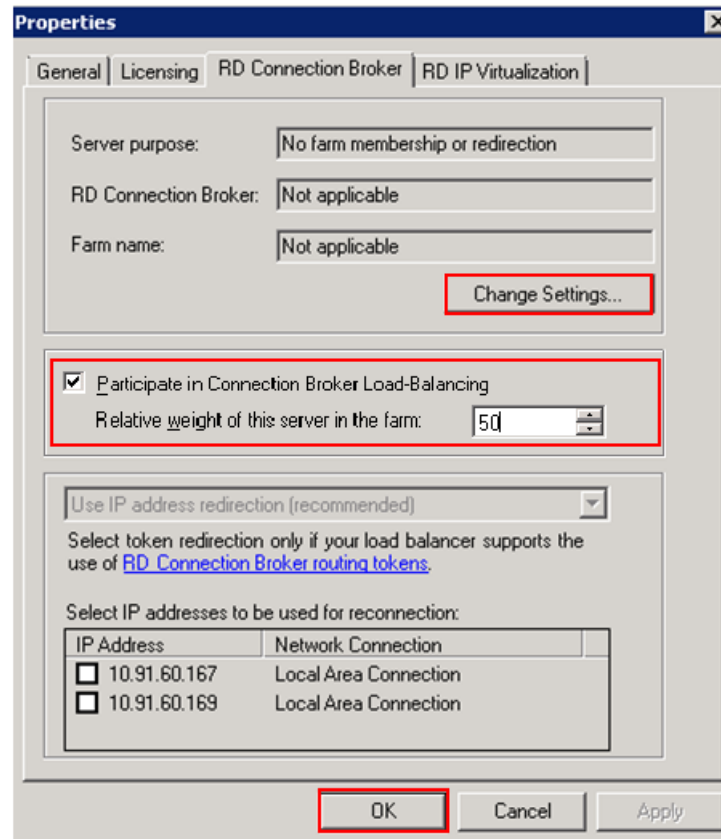 Properties
General Licensing RD Connection Broker RD IP Virtualization
Server purpose: No farm membership or redirection
RD Connection Broker: Not applicable
Farm name: Not applicable
Change Settings...
Participate in Connection Broker Load-Balancing
Relative weight of this server in the farm: 50
Use IP address redirection (recommended)
Select token redirection only if your load balancer supports the
use of RD Connection Broker routing tokens.
Select IP addresses to be used for reconnection:
IP Address Network Connection
10.91.60.167 Local Area Connection
10.91.60.169 Local Area Connection
OK Cancel Apply